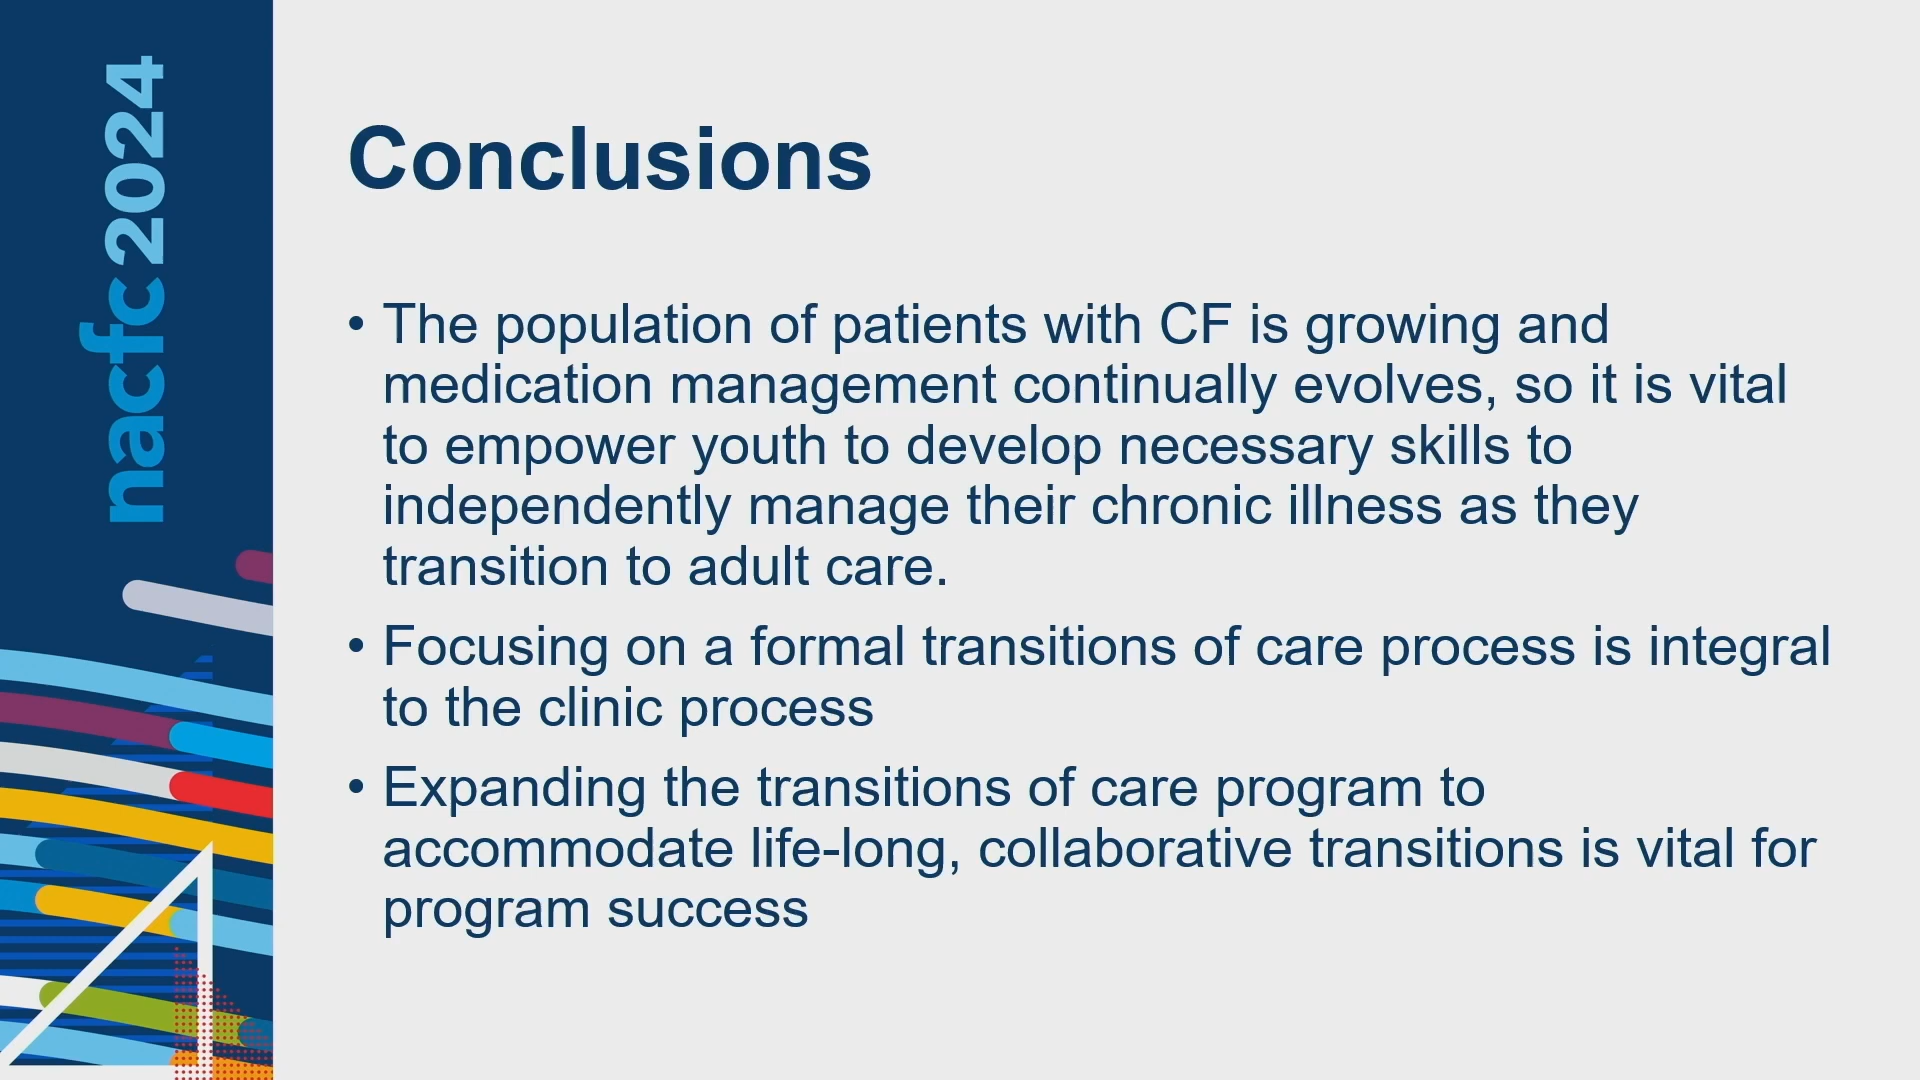 nacfc 2024
Conclusions
• The population of patients with CF is growing and
medication management continually evolves, so it is vital
to empower youth to develop necessary skills to
independently manage their chronic illness as they
transition to adult care.
• Focusing on a formal transitions of care process is integral
to the clinic process
• Expanding the transitions of care program to
accommodate life-long, collaborative transitions is vital for
program success